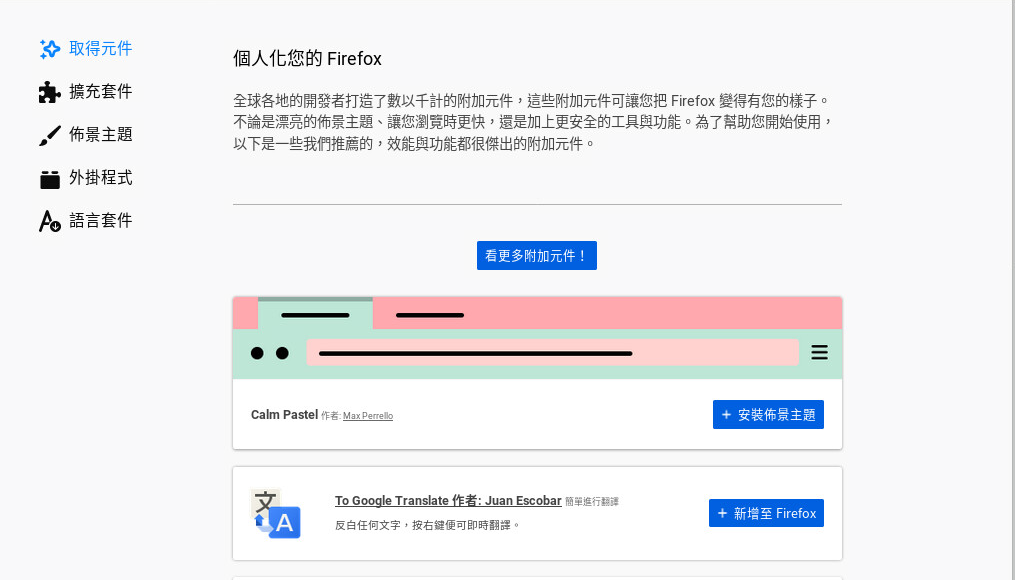 取得元件
擴充套件
佈景主題
外掛程式
語言套件
個人化您的 Firefox
全球各地的開發者打造了數以千計的附加元件，這些附加元件可讓您把 Firefox 變得有您的樣子。
不論是漂亮的佈景主題、讓您瀏覽時更快，還是加上更安全的工具與功能。為了幫助您開始使用，
以下是一些我們推薦的，效能與功能都很傑出的附加元件。
看更多附加元件！
Calm Pastel 作者: Max Perrello
+ 安裝佈景主題
文
A
To Google Translate 作者: Juan Escobar 簡單進行翻譯
反白任何文字，按右鍵便可即時翻譯。
+ 新增至 Firefox